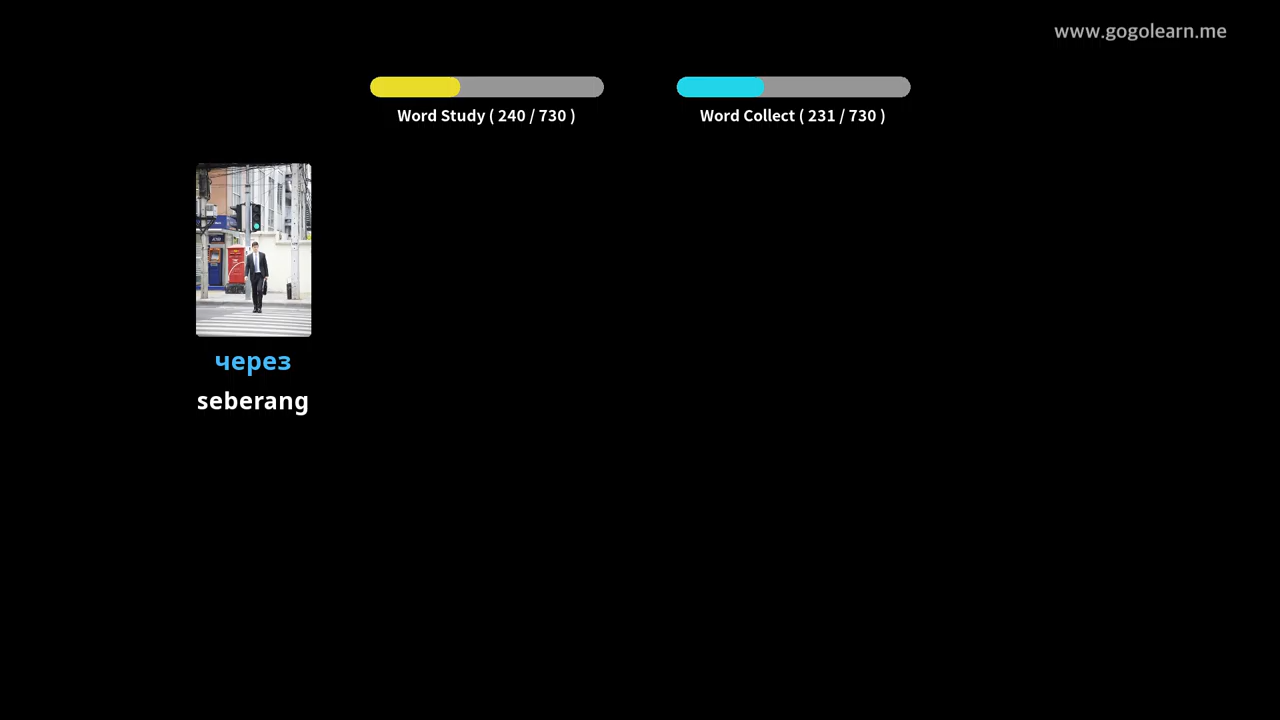 www.gogolearn.me
Word Study ( 240 / 730 )
Word Collect ( 231 / 730 )
через
seberang